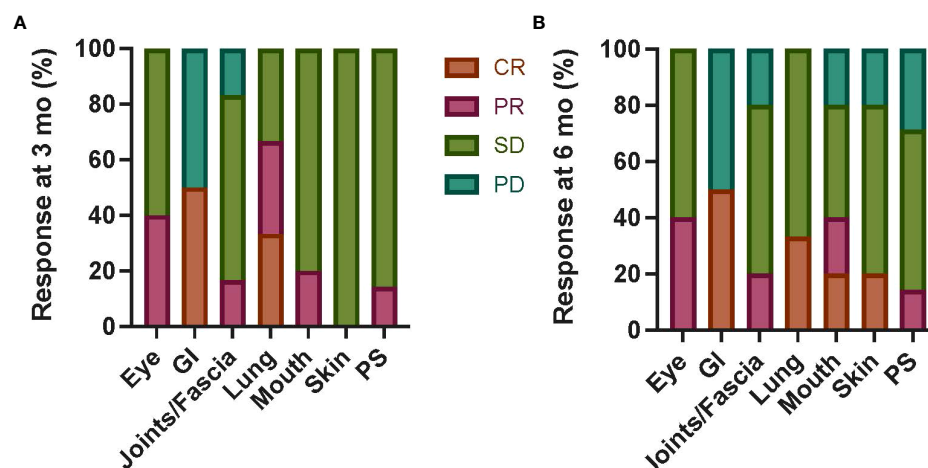 A
Response at 3 mo (%)
100
80
60
40
20
0
Eye
GI
Joints/Fascia
Lung
Mouth
Skin
PS
CR
PR
SD
PD
B
Response at 6 mo (%)
100
80
60
40
20
0
Eye
GI
Joints/Fascia
Lung
Mouth
Skin
PS